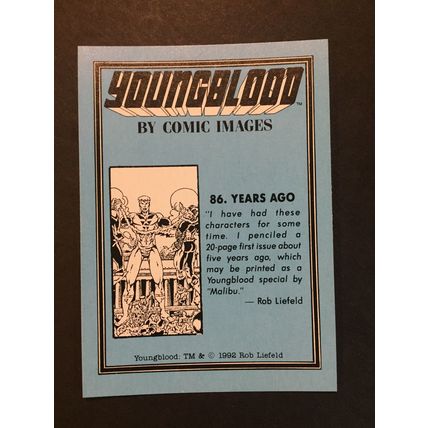 YOUNGBLOOD™
BY COMIC IMAGES
86. YEARS AGO
"I have had these
characters for some
time. I penciled a
20-page first issue about
five years ago, which
may be printed as a
Youngblood special by
"Malibu."
— Rob Liefeld
Youngblood: TM & © 1992 Rob Liefeld